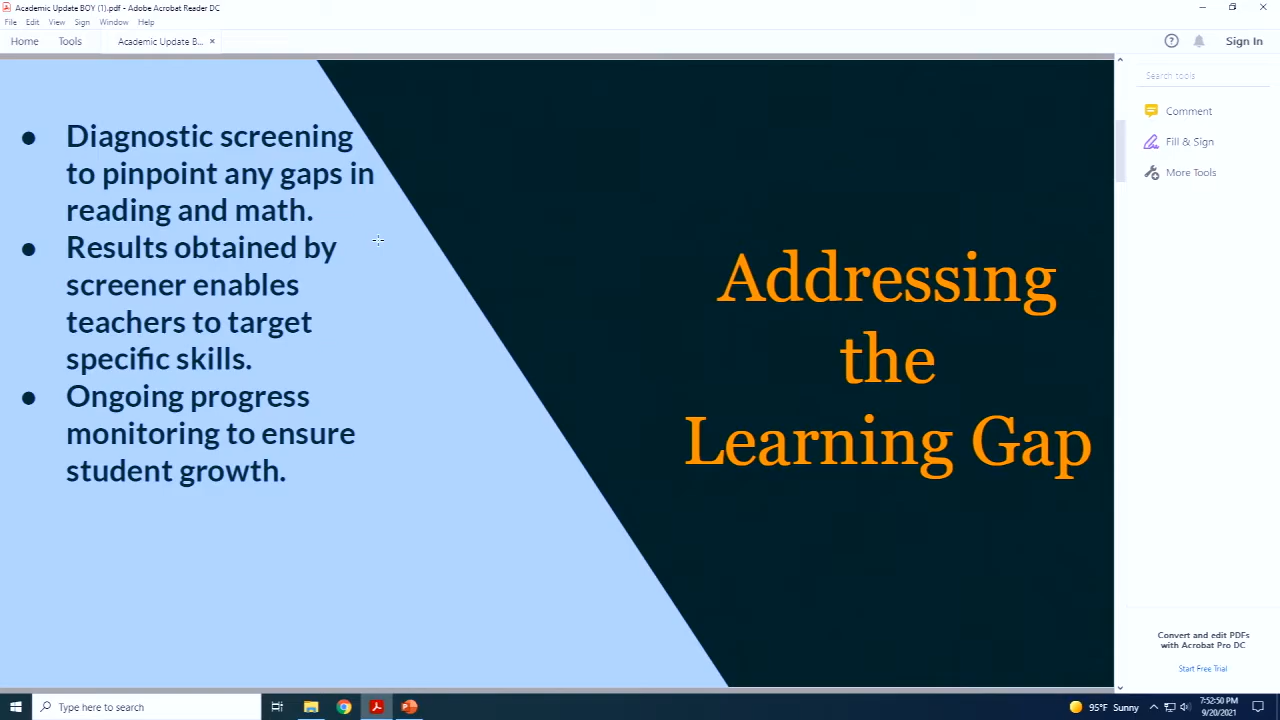 Academic Update BOY (1).pdf - Adobe Acrobat Reader DC
File Edit View Sign Window Help
Home Tools Academic Update B... × Sign In
Search tools
Comment
Fill & Sign
More Tools
● Diagnostic screening
to pinpoint any gaps in
reading and math.
● Results obtained by
screener enables
teachers to target
specific skills.
● Ongoing progress
monitoring to ensure
student growth.
Addressing
the
Learning Gap
Convert and edit PDFs
with Acrobat Pro DC
Start Free Trial
Type here to search
95°F Sunny
7:52:50 PM
9/20/2021